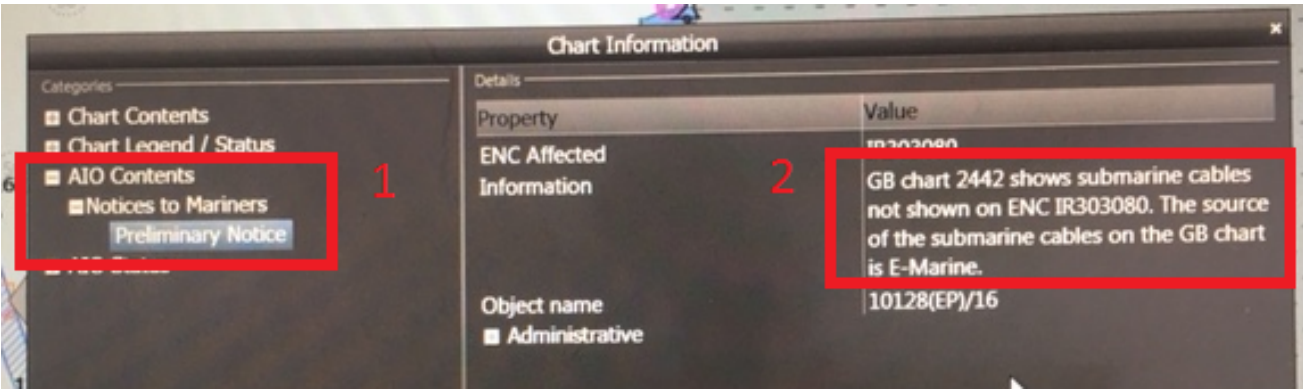 Chart Information
×
Categories
Chart Contents
Chart Legend / Status
AIO Contents
Notices to Mariners
Preliminary Notice
AIO Status
1
Details
Property Value
ENC Affected
Information
2
GB chart 2442 shows submarine cables
not shown on ENC IR303080. The source
of the submarine cables on the GB chart
is E-Marine.
Object name 10128(EP)/16
Administrative